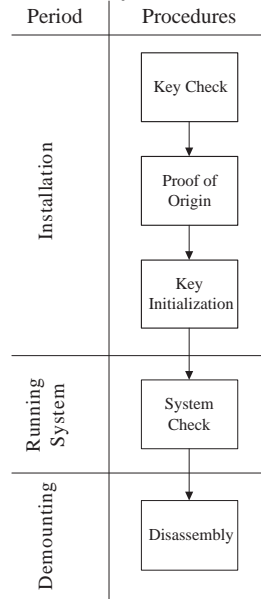 Period Procedures
Installation
Key Check
Proof of
Origin
Key
Initialization
Running
System
System
Check
Demounting
Disassembly